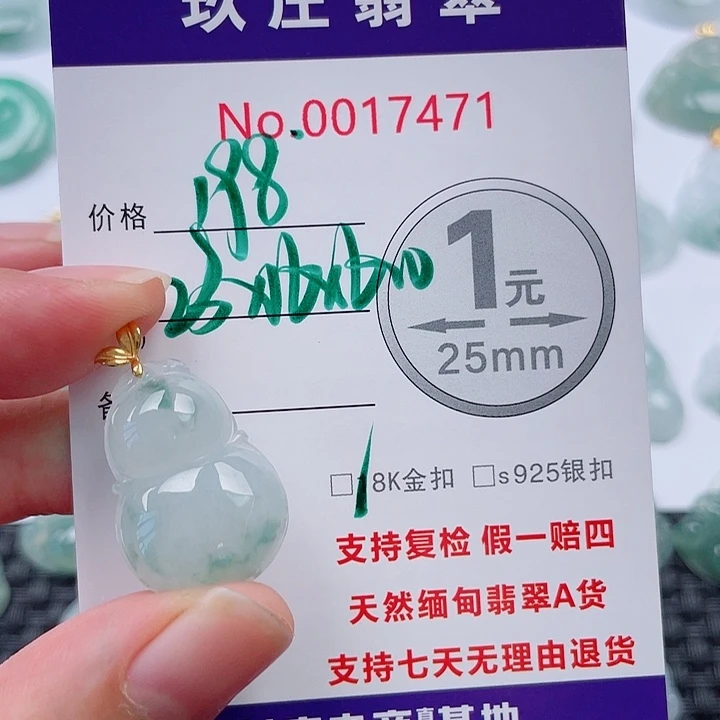 玖庄翡翠
No.0017471
价格 198
1元
25mm
□18K金扣 □s925银扣
支持复检 假一赔四
天然缅甸翡翠A货
支持七天无理由退货